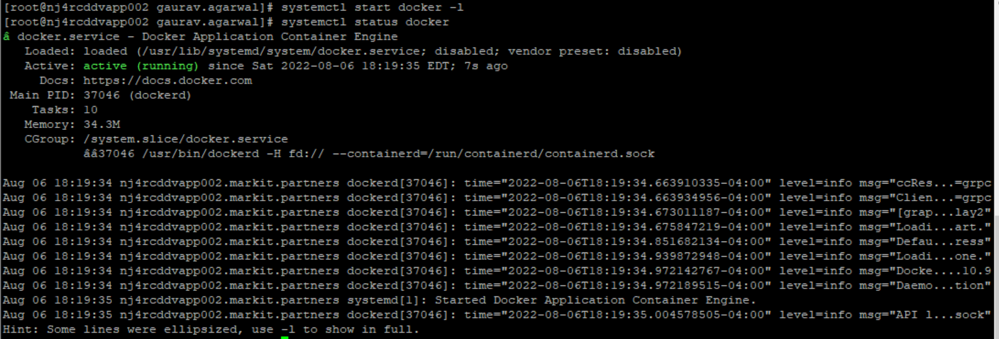 [root@nj4rcddvapp002 gaurav.agarwal]# systemctl start docker -l
[root@nj4rcddvapp002 gaurav.agarwal]# systemctl status docker
â docker.service - Docker Application Container Engine
   Loaded: loaded (/usr/lib/systemd/system/docker.service; disabled; vendor preset: disabled)
   Active: active (running) since Sat 2022-08-06 18:19:35 EDT; 7s ago
     Docs: https://docs.docker.com
 Main PID: 37046 (dockerd)
    Tasks: 10
   Memory: 34.3M
   CGroup: /system.slice/docker.service
           ââ37046 /usr/bin/dockerd -H fd:// --containerd=/run/containerd/containerd.sock

Aug 06 18:19:34 nj4rcddvapp002.markit.partners dockerd[37046]: time="2022-08-06T18:19:34.663910335-04:00" level=info msg="ccRes...=grpc
Aug 06 18:19:34 nj4rcddvapp002.markit.partners dockerd[37046]: time="2022-08-06T18:19:34.663934956-04:00" level=info msg="Clien...=grpc
Aug 06 18:19:34 nj4rcddvapp002.markit.partners dockerd[37046]: time="2022-08-06T18:19:34.673011187-04:00" level=info msg="[grap...lay2"
Aug 06 18:19:34 nj4rcddvapp002.markit.partners dockerd[37046]: time="2022-08-06T18:19:34.675847219-04:00" level=info msg="Loadi...art."
Aug 06 18:19:34 nj4rcddvapp002.markit.partners dockerd[37046]: time="2022-08-06T18:19:34.851682134-04:00" level=info msg="Defau...ress"
Aug 06 18:19:34 nj4rcddvapp002.markit.partners dockerd[37046]: time="2022-08-06T18:19:34.939872948-04:00" level=info msg="Loadi...one."
Aug 06 18:19:34 nj4rcddvapp002.markit.partners dockerd[37046]: time="2022-08-06T18:19:34.972142767-04:00" level=info msg="Docke....10.9
Aug 06 18:19:34 nj4rcddvapp002.markit.partners dockerd[37046]: time="2022-08-06T18:19:34.972189515-04:00" level=info msg="Daemo...tion"
Aug 06 18:19:35 nj4rcddvapp002.markit.partners systemd[1]: Started Docker Application Container Engine.
Aug 06 18:19:35 nj4rcddvapp002.markit.partners dockerd[37046]: time="2022-08-06T18:19:35.004578505-04:00" level=info msg="API l...sock"
Hint: Some lines were ellipsized, use -l to show in full.